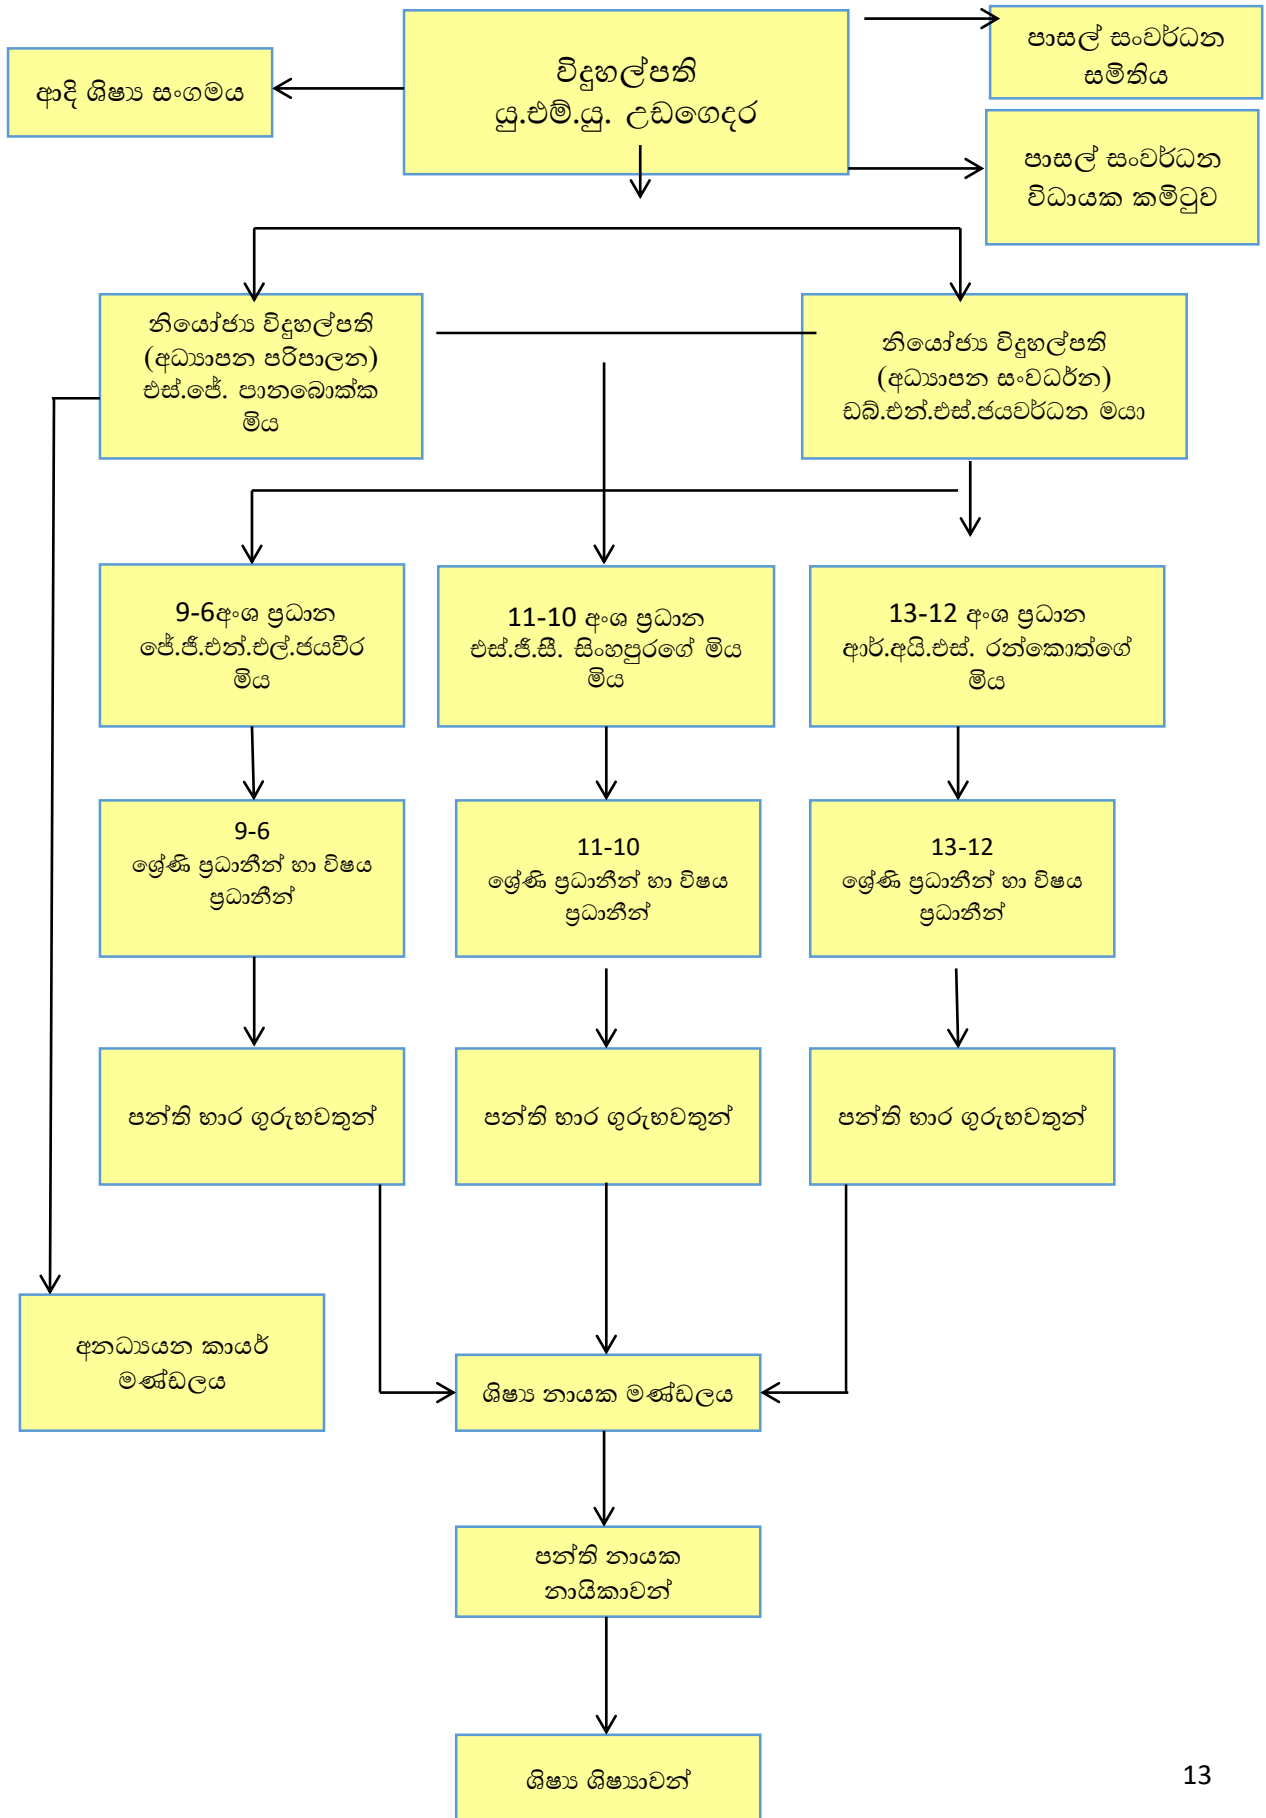 විදුහල්පති
යු.එම්.යු. උඩගෙදර
පාසල් සංවර්ධන
සමිතිය
ආදි ශිෂ්‍ය සංගමය
පාසල් සංවර්ධන
විධායක කමිටුව
නියෝජ්‍ය විදුහල්පති
(අධ්‍යාපන පරිපාලන)
එස්.ජේ. පානබොක්ක
මිය
නියෝජ්‍ය විදුහල්පති
(අධ්‍යාපන සංවධර්න)
ඩබ්.එන්.එස්.ජයවර්ධන මයා
9-6අංශ ප්‍රධාන
ජේ.ජී.එන්.එල්.ජයවීර
මිය
11-10 අංශ ප්‍රධාන
එස්.ජී.සී. සිංහපුරගේ මිය
මිය
13-12 අංශ ප්‍රධාන
ආර්.අයි.එස්. රන්කොත්ගේ
මිය
9-6
ශ්‍රේණි ප්‍රධානීන් හා විෂය
ප්‍රධානීන්
11-10
ශ්‍රේණි ප්‍රධානීන් හා විෂය
ප්‍රධානීන්
13-12
ශ්‍රේණි ප්‍රධානීන් හා විෂය
ප්‍රධානීන්
පන්ති භාර ගුරුභවතුන්
පන්ති භාර ගුරුභවතුන්
පන්ති භාර ගුරුභවතුන්
අනධ්‍යයන කායර්
මණ්ඩලය
ශිෂ්‍ය නායක මණ්ඩලය
පන්ති නායක
නායිකාවන්
ශිෂ්‍ය ශිෂ්‍යාවන්
13